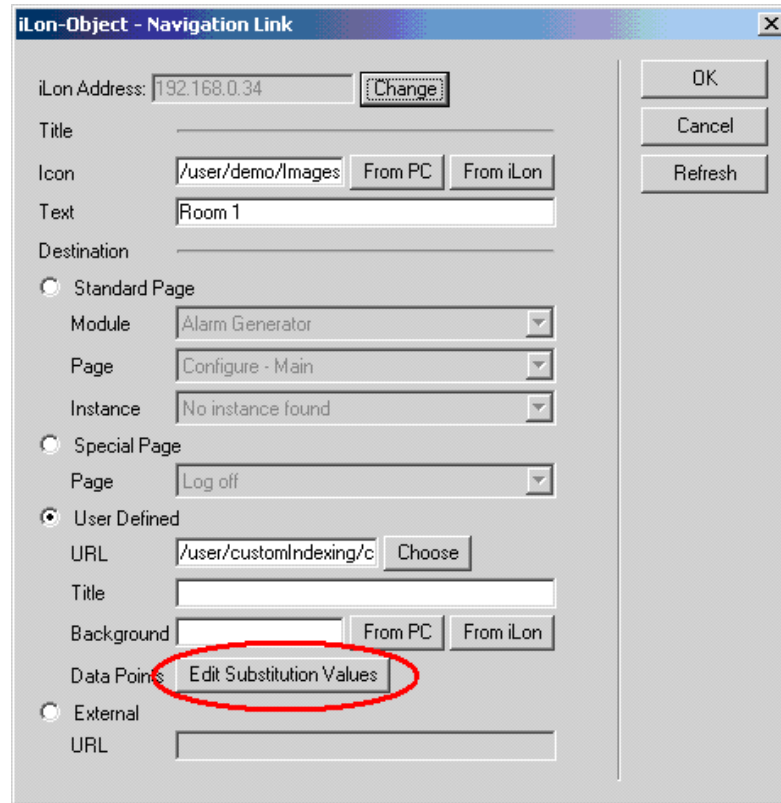 iLon-Object - Navigation Link
iLon Address: 192.168.0.34 Change
OK
Title
Cancel
Icon /user/demo/Images From PC From iLon
Refresh
Text Room 1
Destination
Standard Page
Module Alarm Generator
Page Configure - Main
Instance No instance found
Special Page
Page Log off
User Defined
URL /user/customIndexing/c Choose
Title
Background From PC From iLon
Data Points Edit Substitution Values
External
URL